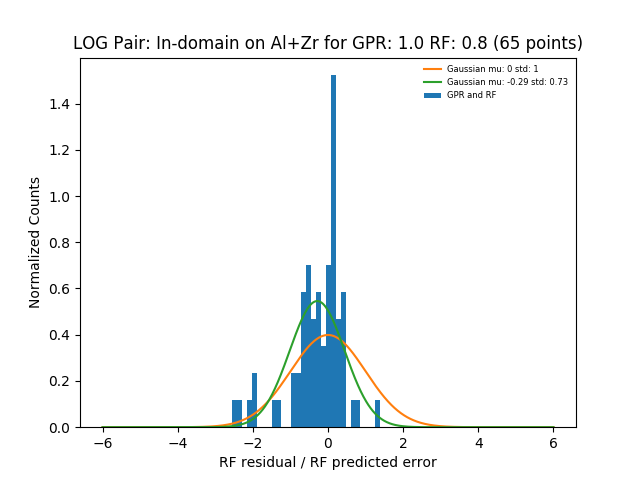 LOG Pair: In-domain on Al+Zr for GPR: 1.0 RF: 0.8 (65 points)
Gaussian mu: 0 std: 1
Gaussian mu: -0.29 std: 0.73
GPR and RF
Normalized Counts
1.4
1.2
1.0
0.8
0.6
0.4
0.2
0.0
−6 −4 −2 0 2 4 6
RF residual / RF predicted error